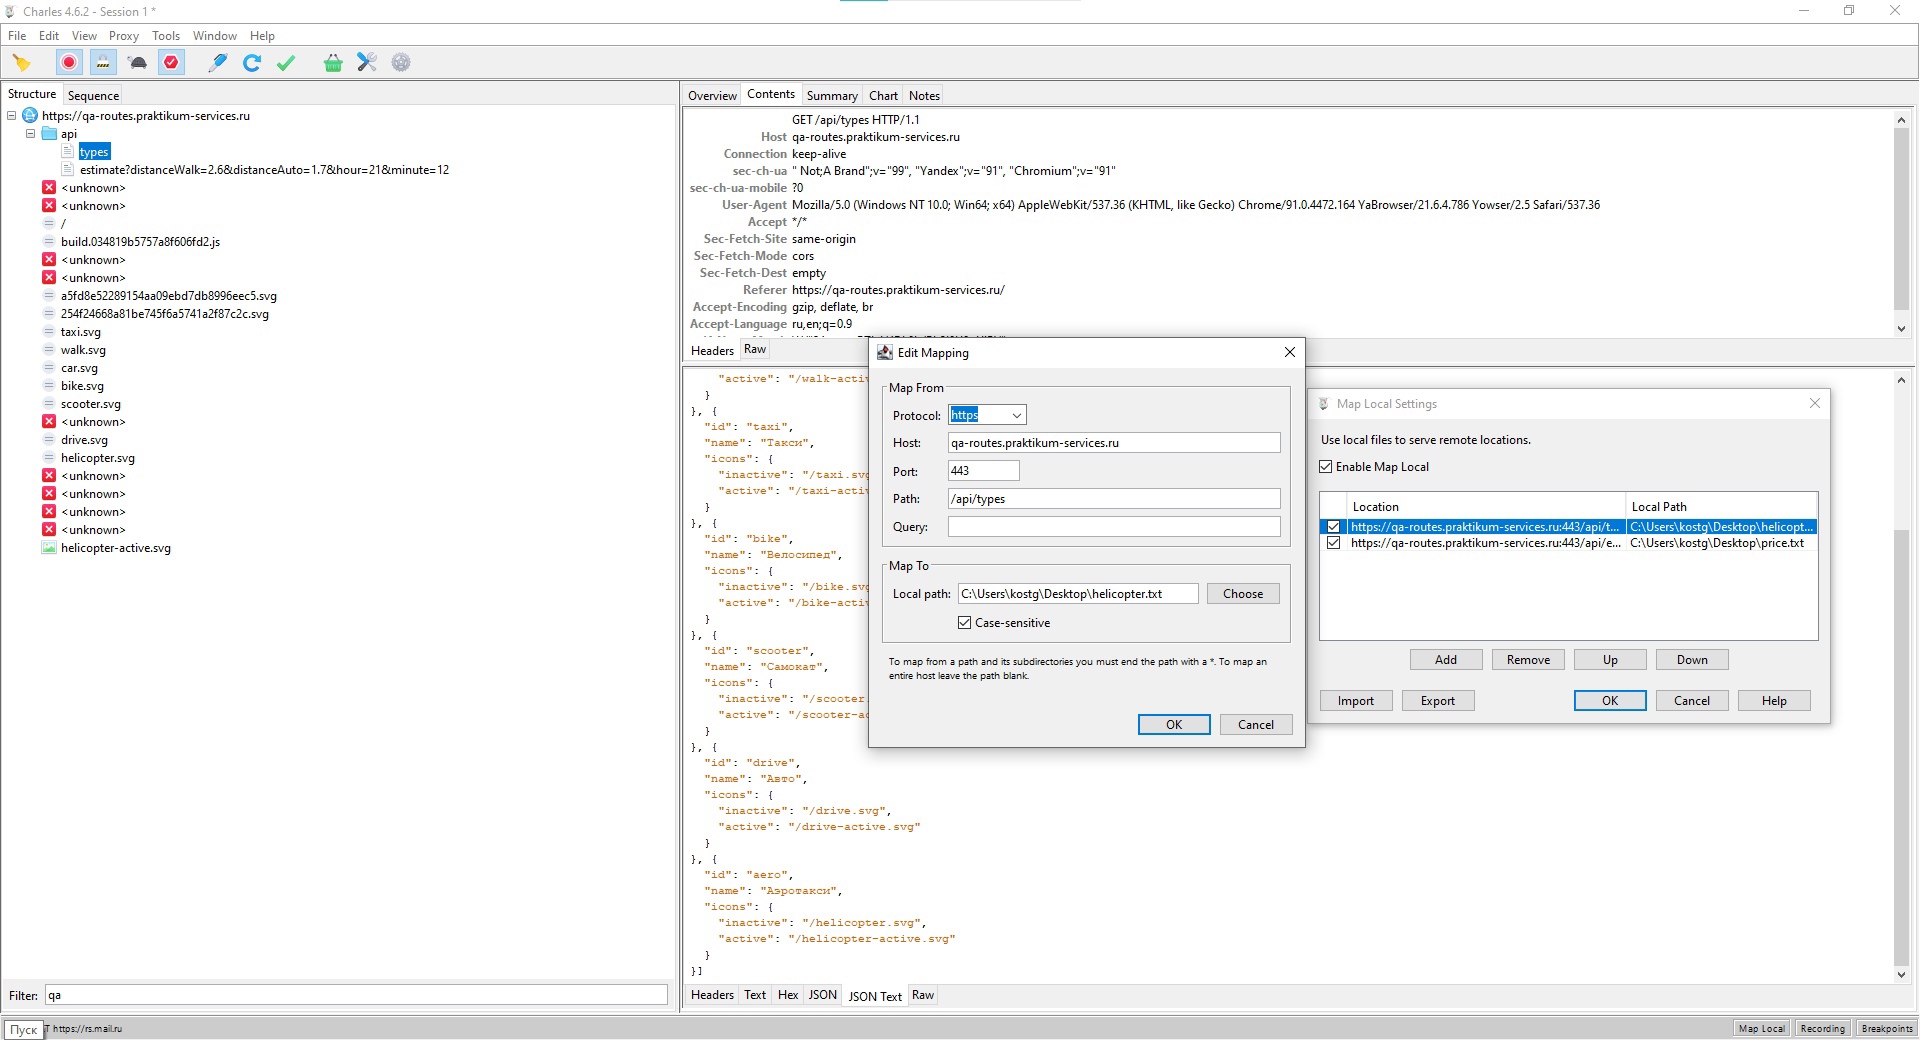 Charles 4.6.2 - Session 1 *
File Edit View Proxy Tools Window Help
Structure Sequence
https://qa-routes.praktikum-services.ru
api
types
estimate?distanceWalk=2.6&distanceAuto=1.7&hour=21&minute=12
<unknown>
<unknown>
/
build.034819b5757a8f606fd2.js
<unknown>
<unknown>
a5fd8e52289154aa09ebd7db8996eec5.svg
254f24668a81be745f6a5741a2f87c2c.svg
taxi.svg
walk.svg
car.svg
bike.svg
scooter.svg
<unknown>
drive.svg
helicopter.svg
<unknown>
<unknown>
<unknown>
<unknown>
helicopter-active.svg
Filter: qa
Overview Contents Summary Chart Notes
GET /api/types HTTP/1.1
Host qa-routes.praktikum-services.ru
Connection keep-alive
sec-ch-ua " Not;A Brand";v="99", "Yandex";v="91", "Chromium";v="91"
sec-ch-ua-mobile ?0
User-Agent Mozilla/5.0 (Windows NT 10.0; Win64; x64) AppleWebKit/537.36 (KHTML, like Gecko) Chrome/91.0.4472.164 YaBrowser/21.6.4.786 Yowser/2.5 Safari/537.36
Accept */*
Sec-Fetch-Site same-origin
Sec-Fetch-Mode cors
Sec-Fetch-Dest empty
Referer https://qa-routes.praktikum-services.ru/
Accept-Encoding gzip, deflate, br
Accept-Language ru,en;q=0.9
Headers Raw
"active": "/walk-activ
}
}, {
"id": "taxi",
"name": "Такси",
"icons": {
"inactive": "/taxi.svg
"active": "/taxi-activ
}
}, {
"id": "bike",
"name": "Велосипед",
"icons": {
"inactive": "/bike.svg
"active": "/bike-activ
}
}, {
"id": "scooter",
"name": "Самокат",
"icons": {
"inactive": "/scooter.
"active": "/scooter-ac
}
}, {
"id": "drive",
"name": "Авто",
"icons": {
"inactive": "/drive.svg",
"active": "/drive-active.svg"
}
}, {
"id": "aero",
"name": "Аэротакси",
"icons": {
"inactive": "/helicopter.svg",
"active": "/helicopter-active.svg"
}
}]
Headers Text Hex JSON JSON Text Raw
Edit Mapping
Map From
Protocol: https
Host: qa-routes.praktikum-services.ru
Port: 443
Path: /api/types
Query:
Map To
Local path: C:\Users\kostg\Desktop\helicopter.txt Choose
Case-sensitive
To map from a path and its subdirectories you must end the path with a *. To map an
entire host leave the path blank.
OK Cancel
Map Local Settings
Use local files to serve remote locations.
Enable Map Local
Location Local Path
https://qa-routes.praktikum-services.ru:443/api/t... C:\Users\kostg\Desktop\helicopt...
https://qa-routes.praktikum-services.ru:443/api/e... C:\Users\kostg\Desktop\price.txt
Add Remove Up Down
Import Export OK Cancel Help
Пуск T https://rs.mail.ru
Map Local Recording Breakpoints